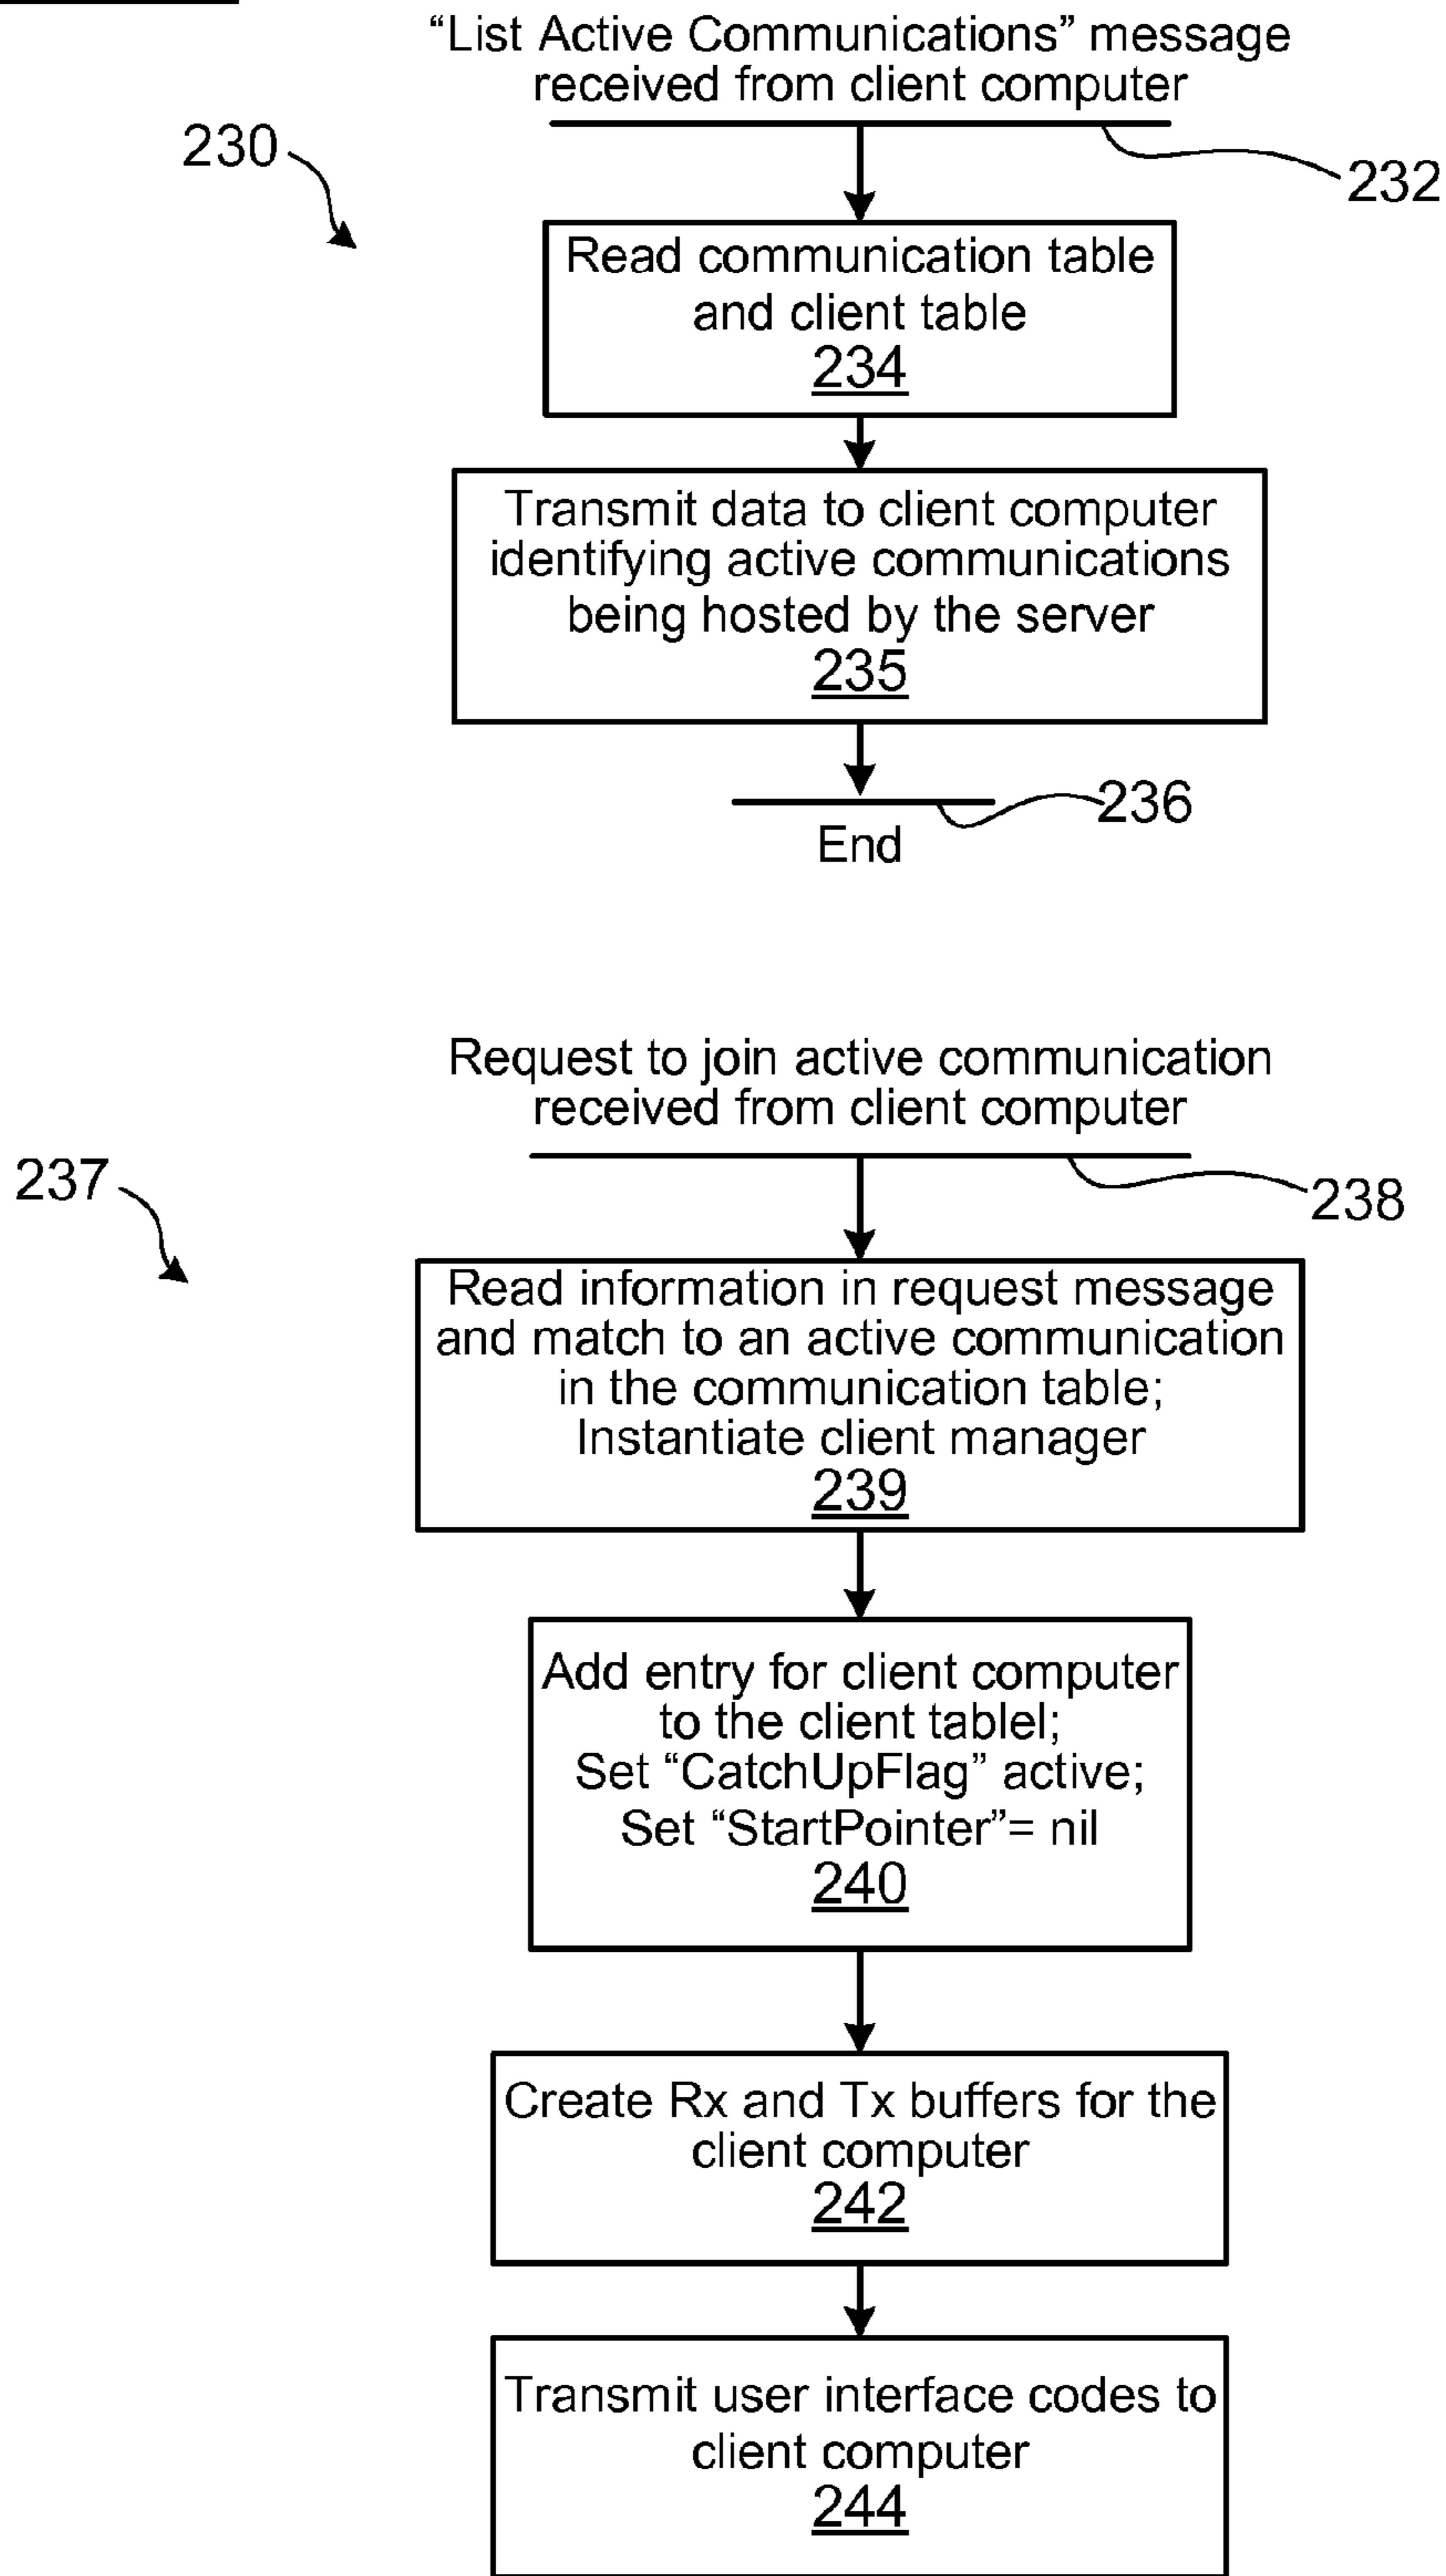 “List Active Communications” message
received from client computer
230
232
Read communication table
and client table
234
Transmit data to client computer
identifying active communications
being hosted by the server
235
236
End
Request to join active communication
received from client computer
237
238
Read information in request message
and match to an active communication
in the communication table;
Instantiate client manager
239
Add entry for client computer
to the client tablel;
Set “CatchUpFlag” active;
Set “StartPointer”= nil
240
Create Rx and Tx buffers for the
client computer
242
Transmit user interface codes to
client computer
244